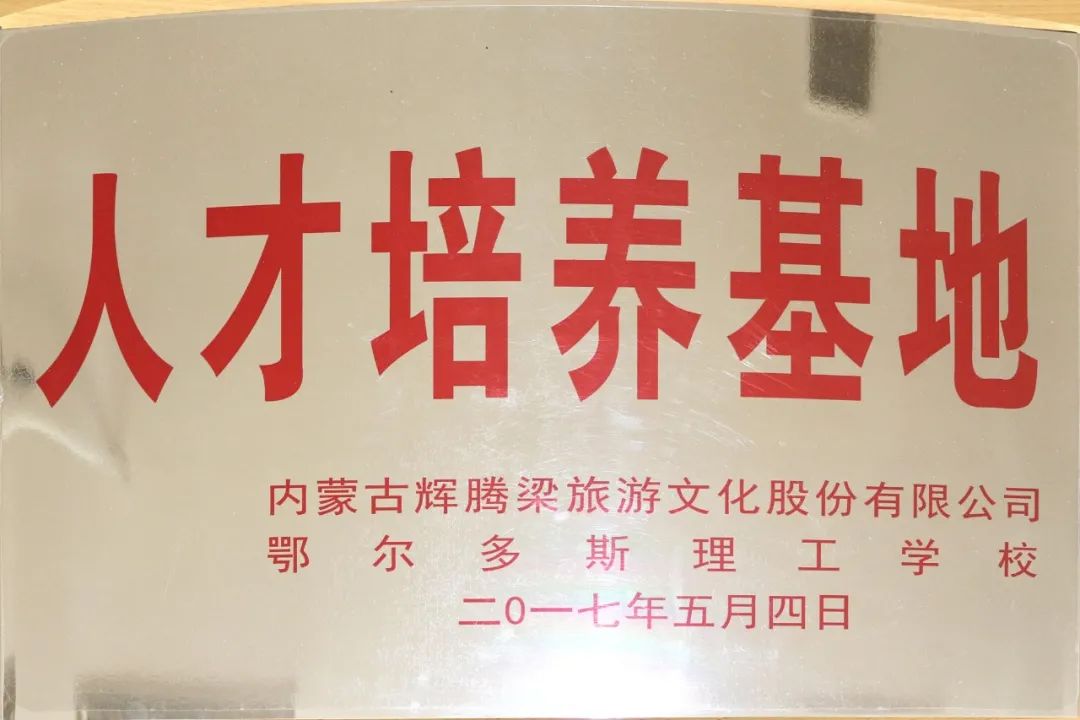 人才培养基地
内蒙古辉腾梁旅游文化股份有限公司
鄂尔多斯理工学校
二0一七年五月四日